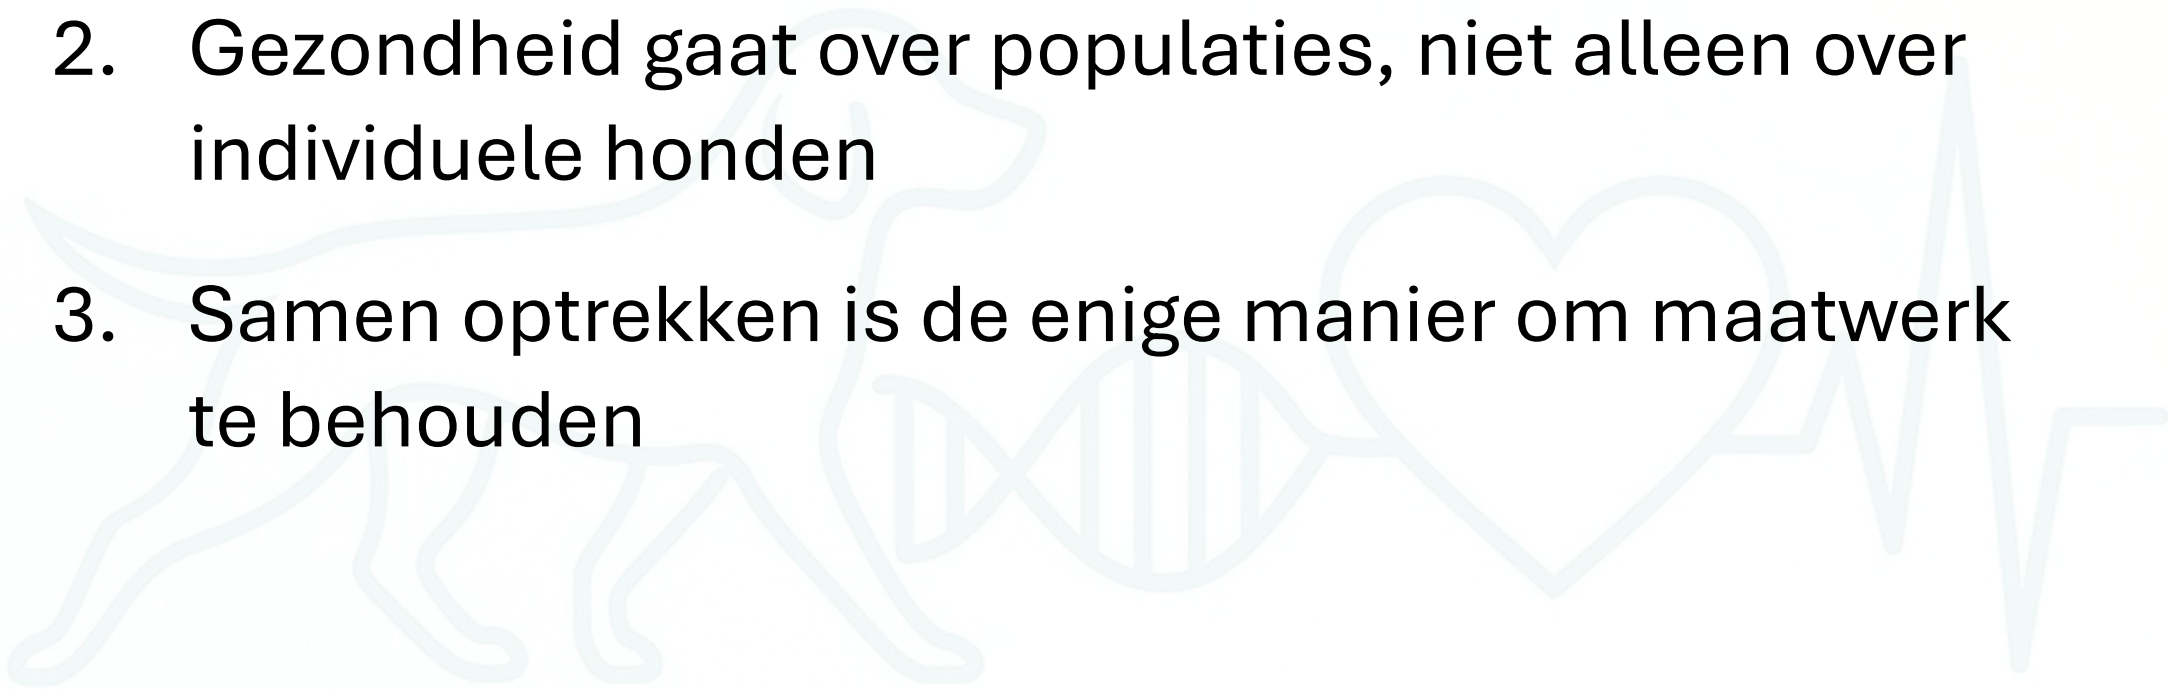 2. Gezondheid gaat over populaties, niet alleen over
individuele honden
3. Samen optrekken is de enige manier om maatwerk
te behouden